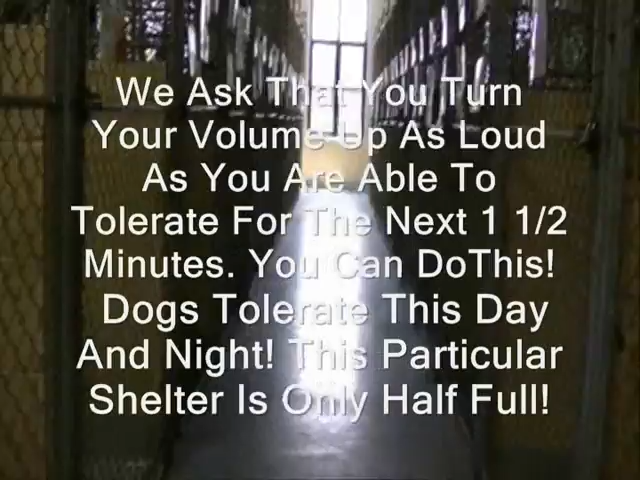 We Ask That You Turn
Your Volume Up As Loud
As You Are Able To
Tolerate For The Next 1 1/2
Minutes. You Can DoThis!
Dogs Tolerate This Day
And Night! This Particular
Shelter Is Only Half Full!